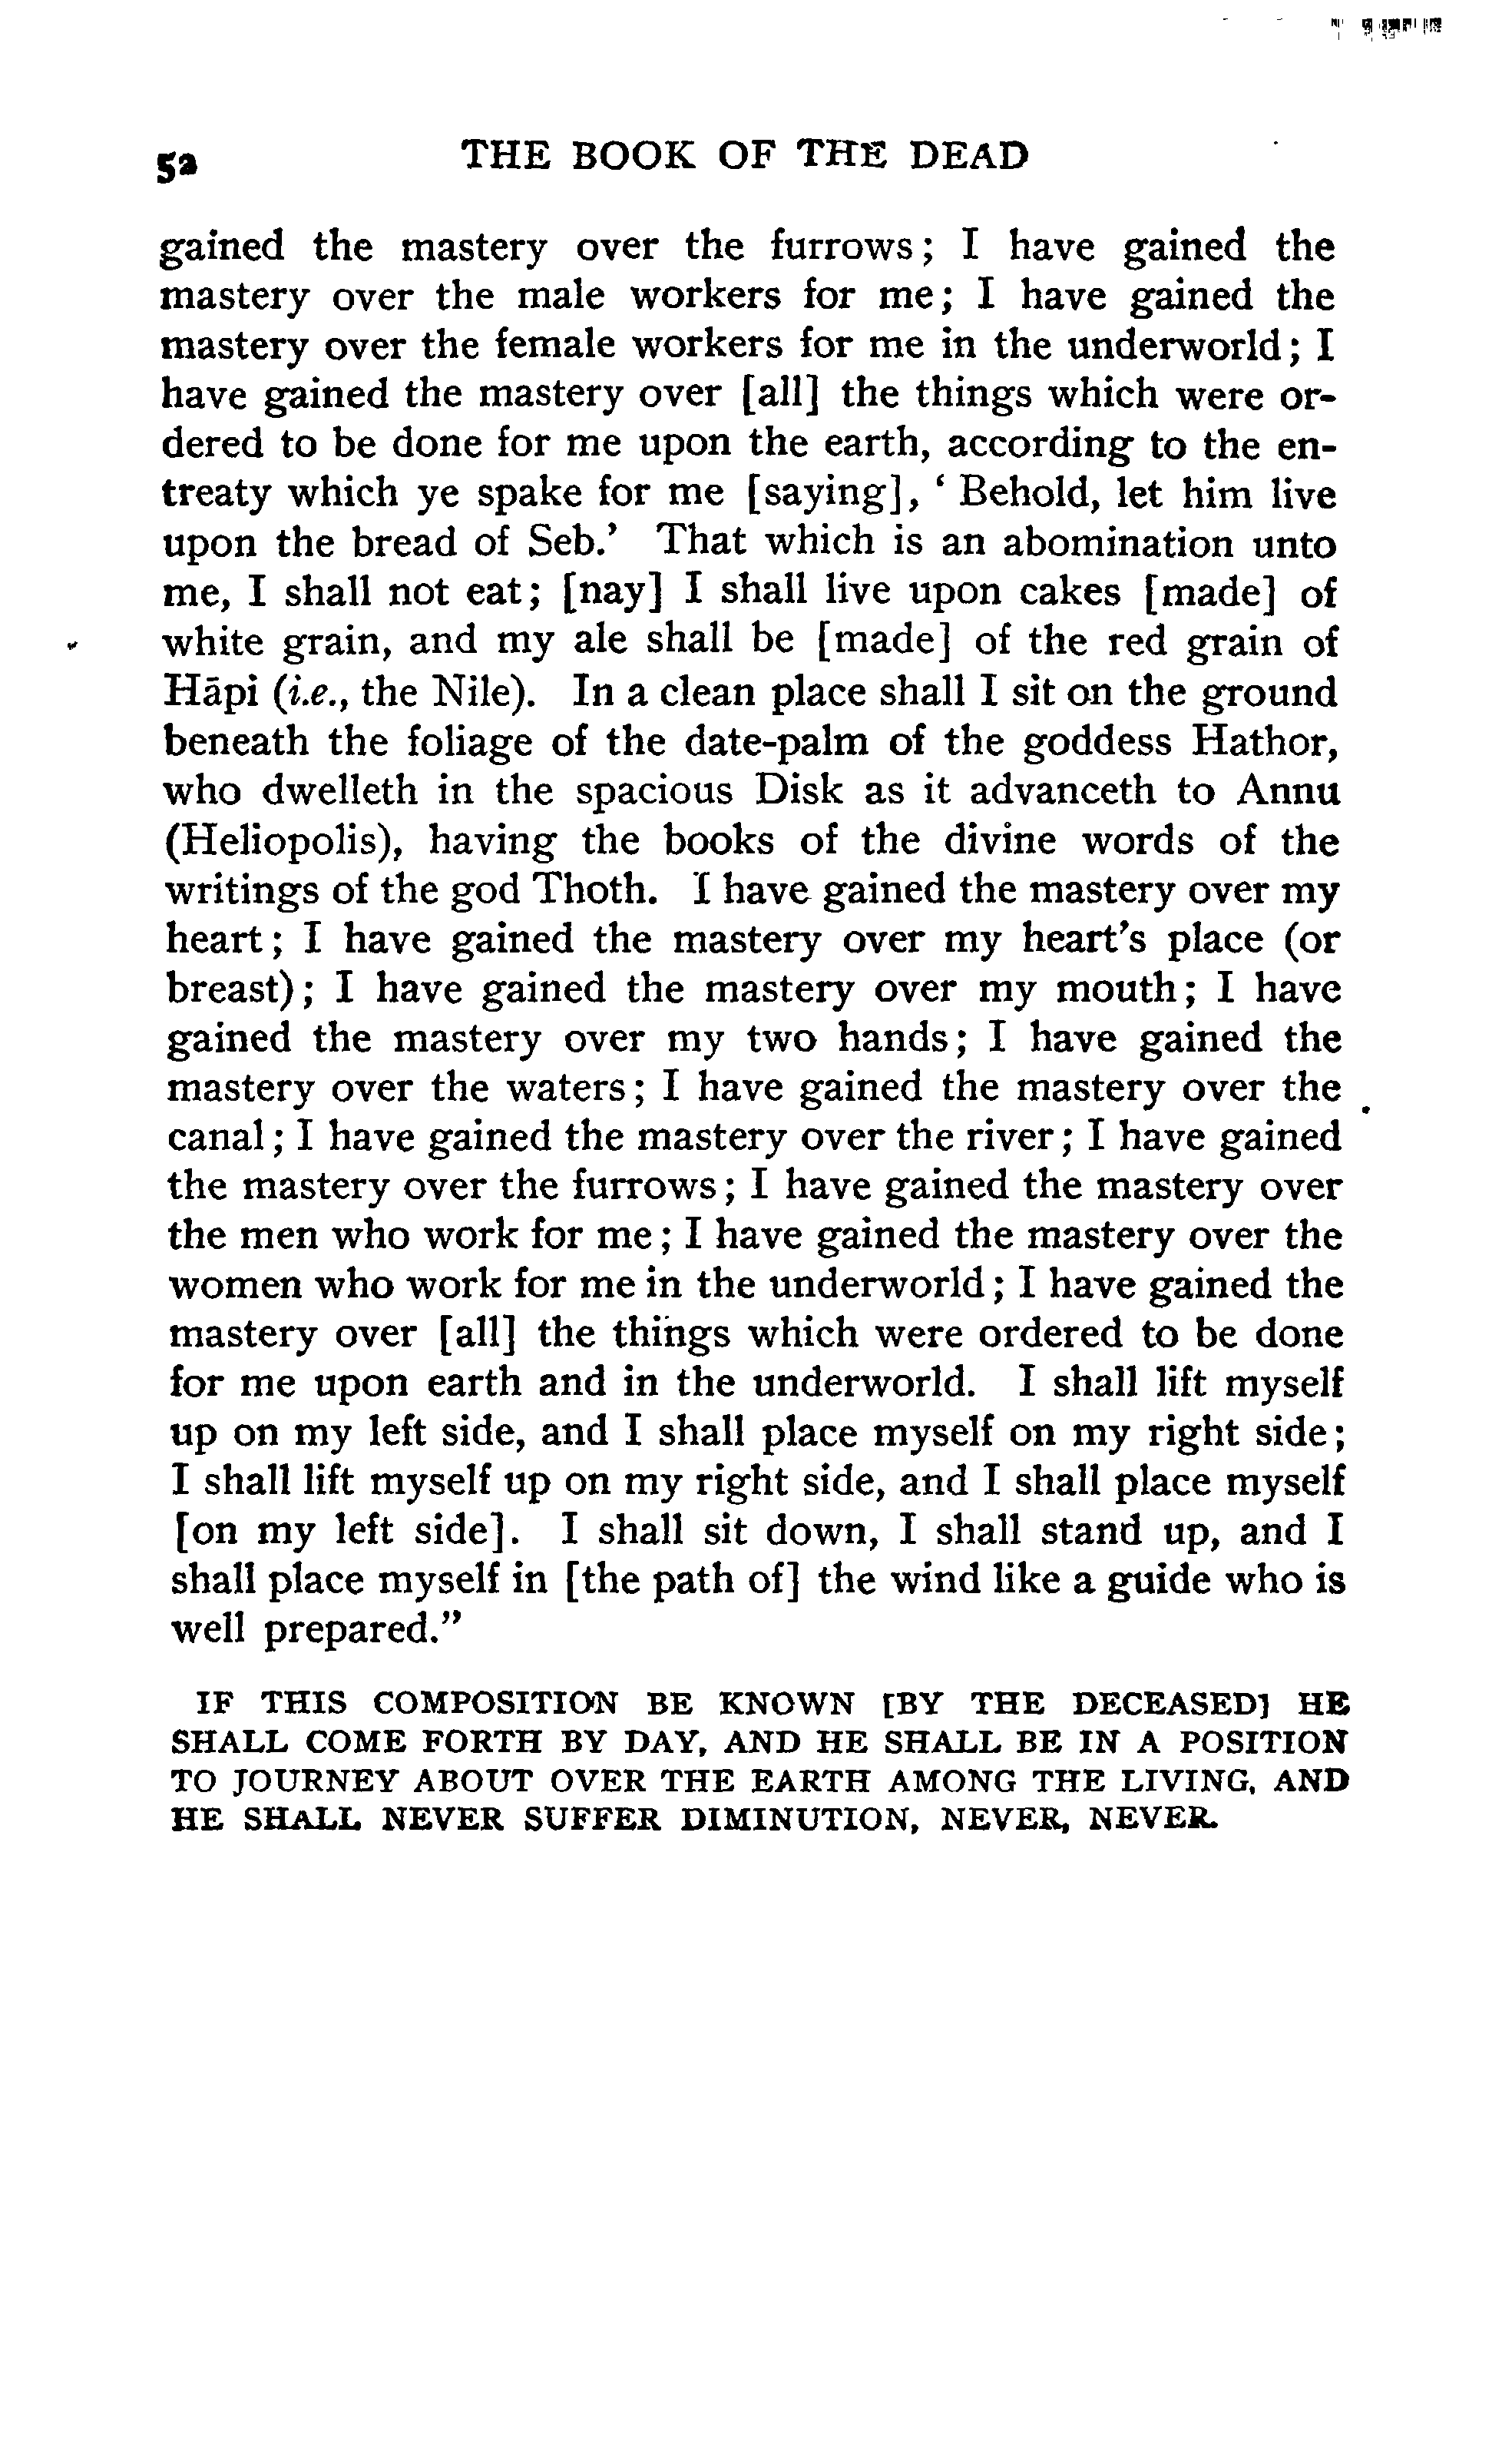 52
THE BOOK OF THE DEAD
gained the mastery over the furrows; I have gained the
mastery over the male workers for me; I have gained the
mastery over the female workers for me in the underworld; I
have gained the mastery over [all] the things which were or-
dered to be done for me upon the earth, according to the en-
treaty which ye spake for me [saying], ‘ Behold, let him live
upon the bread of Seb.’ That which is an abomination unto
me, I shall not eat; [nay] I shall live upon cakes [made] of
white grain, and my ale shall be [made] of the red grain of
Hāpi (i.e., the Nile). In a clean place shall I sit on the ground
beneath the foliage of the date-palm of the goddess Hathor,
who dwelleth in the spacious Disk as it advanceth to Annu
(Heliopolis), having the books of the divine words of the
writings of the god Thoth. I have gained the mastery over my
heart; I have gained the mastery over my heart’s place (or
breast); I have gained the mastery over my mouth; I have
gained the mastery over my two hands; I have gained the
mastery over the waters; I have gained the mastery over the
canal; I have gained the mastery over the river; I have gained
the mastery over the furrows; I have gained the mastery over
the men who work for me; I have gained the mastery over the
women who work for me in the underworld; I have gained the
mastery over [all] the things which were ordered to be done
for me upon earth and in the underworld. I shall lift myself
up on my left side, and I shall place myself on my right side;
I shall lift myself up on my right side, and I shall place myself
[on my left side]. I shall sit down, I shall stand up, and I
shall place myself in [the path of] the wind like a guide who is
well prepared.”
IF THIS COMPOSITION BE KNOWN [BY THE DECEASED] HE
SHALL COME FORTH BY DAY, AND HE SHALL BE IN A POSITION
TO JOURNEY ABOUT OVER THE EARTH AMONG THE LIVING, AND
HE SHALL NEVER SUFFER DIMINUTION, NEVER, NEVER.